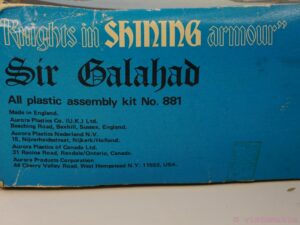 "Knights in SHINING armour"
Sir Galahad
All plastic assembly kit No. 881
Made in England.
Aurora Plastics Co. (U.K.) Ltd.
Beeching Road, Bexhill, Sussex, England.
Aurora Plastics Nederland N.V.
15, Nijverheidsstraat, Nijkerk/Holland.
Aurora Plastics of Canada Ltd.
31 Racine Road, Rexdale/Ontario, Canada.
Aurora Products Corporation
44 Cherry Valley Road, West Hempstead N.Y. 11552, USA.